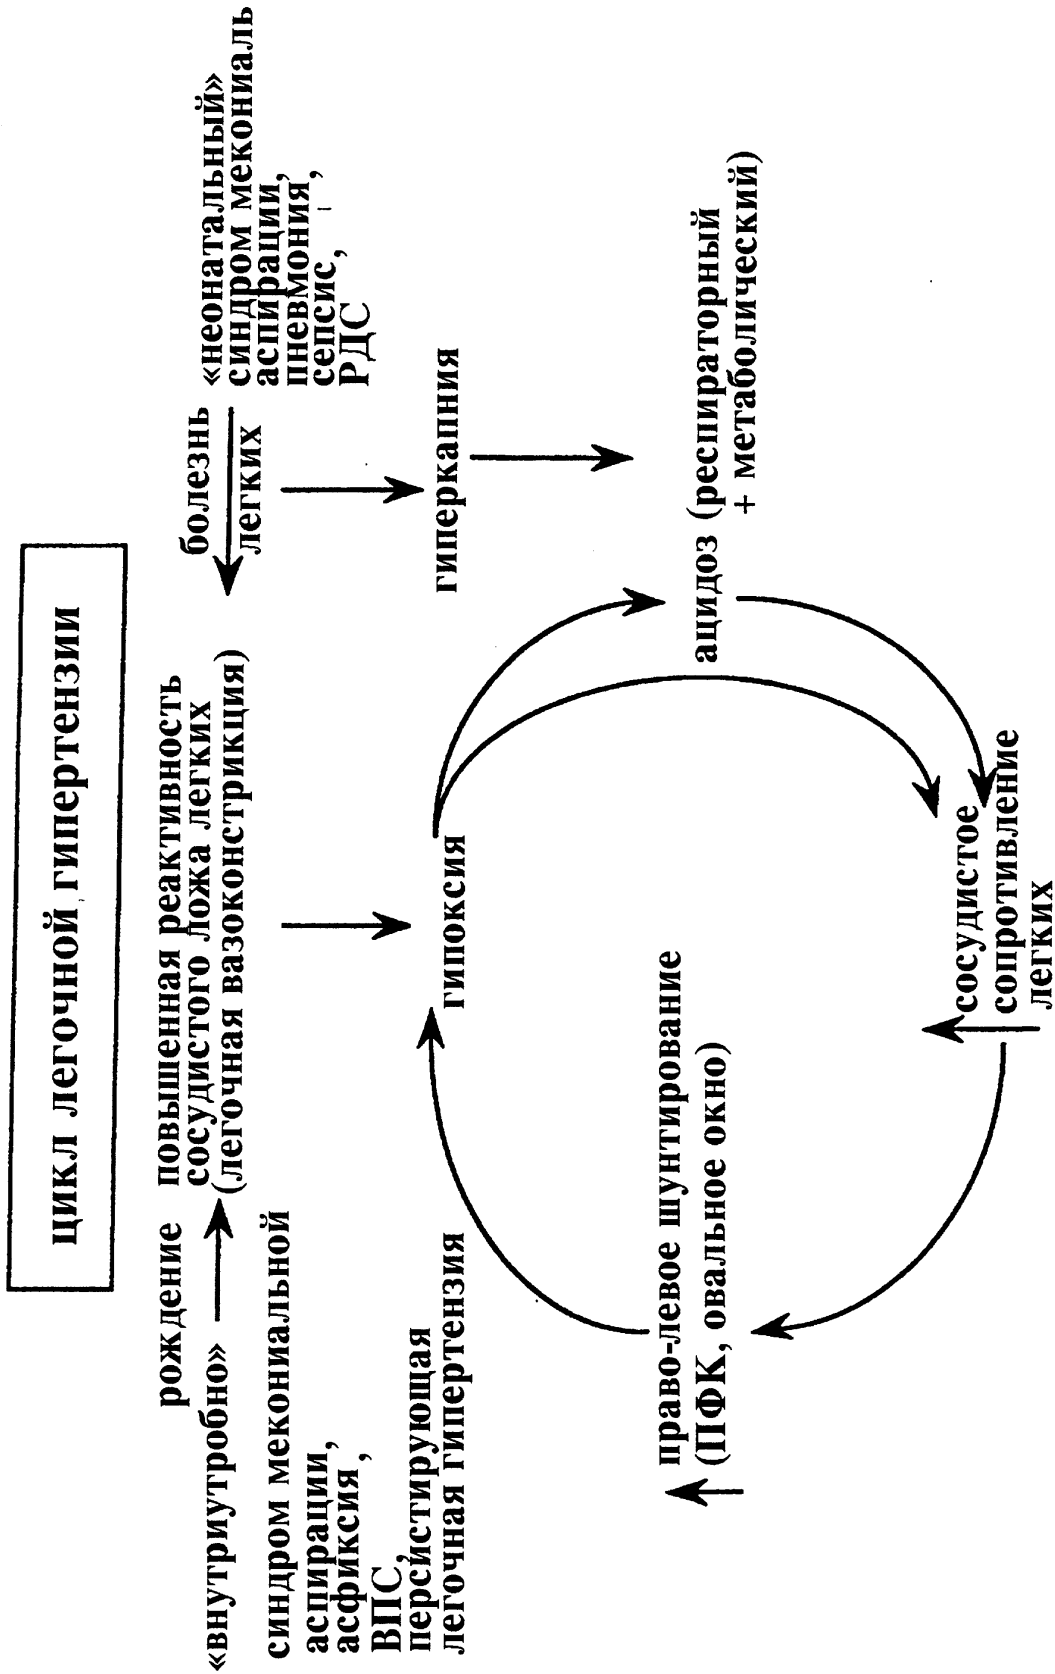 цикл легочной гипертензии
рождение
«внутриутробно»
синдром мекониальной
аспирации,
асфиксия,
ВПС,
персистирующая
легочная гипертензия
повышенная реактивность
сосудистого ложа легких
(легочная вазоконстрикция)
болезнь
легких
«неонатальный»
синдром мекониаль
аспирации,
пневмония,
сепсис,
РДС
гипоксия
гиперкапния
ацидоз (респираторный
+ метаболический)
право-левое шунтирование
(ПФК, овальное окно)
сосудистое
сопротивление
легких